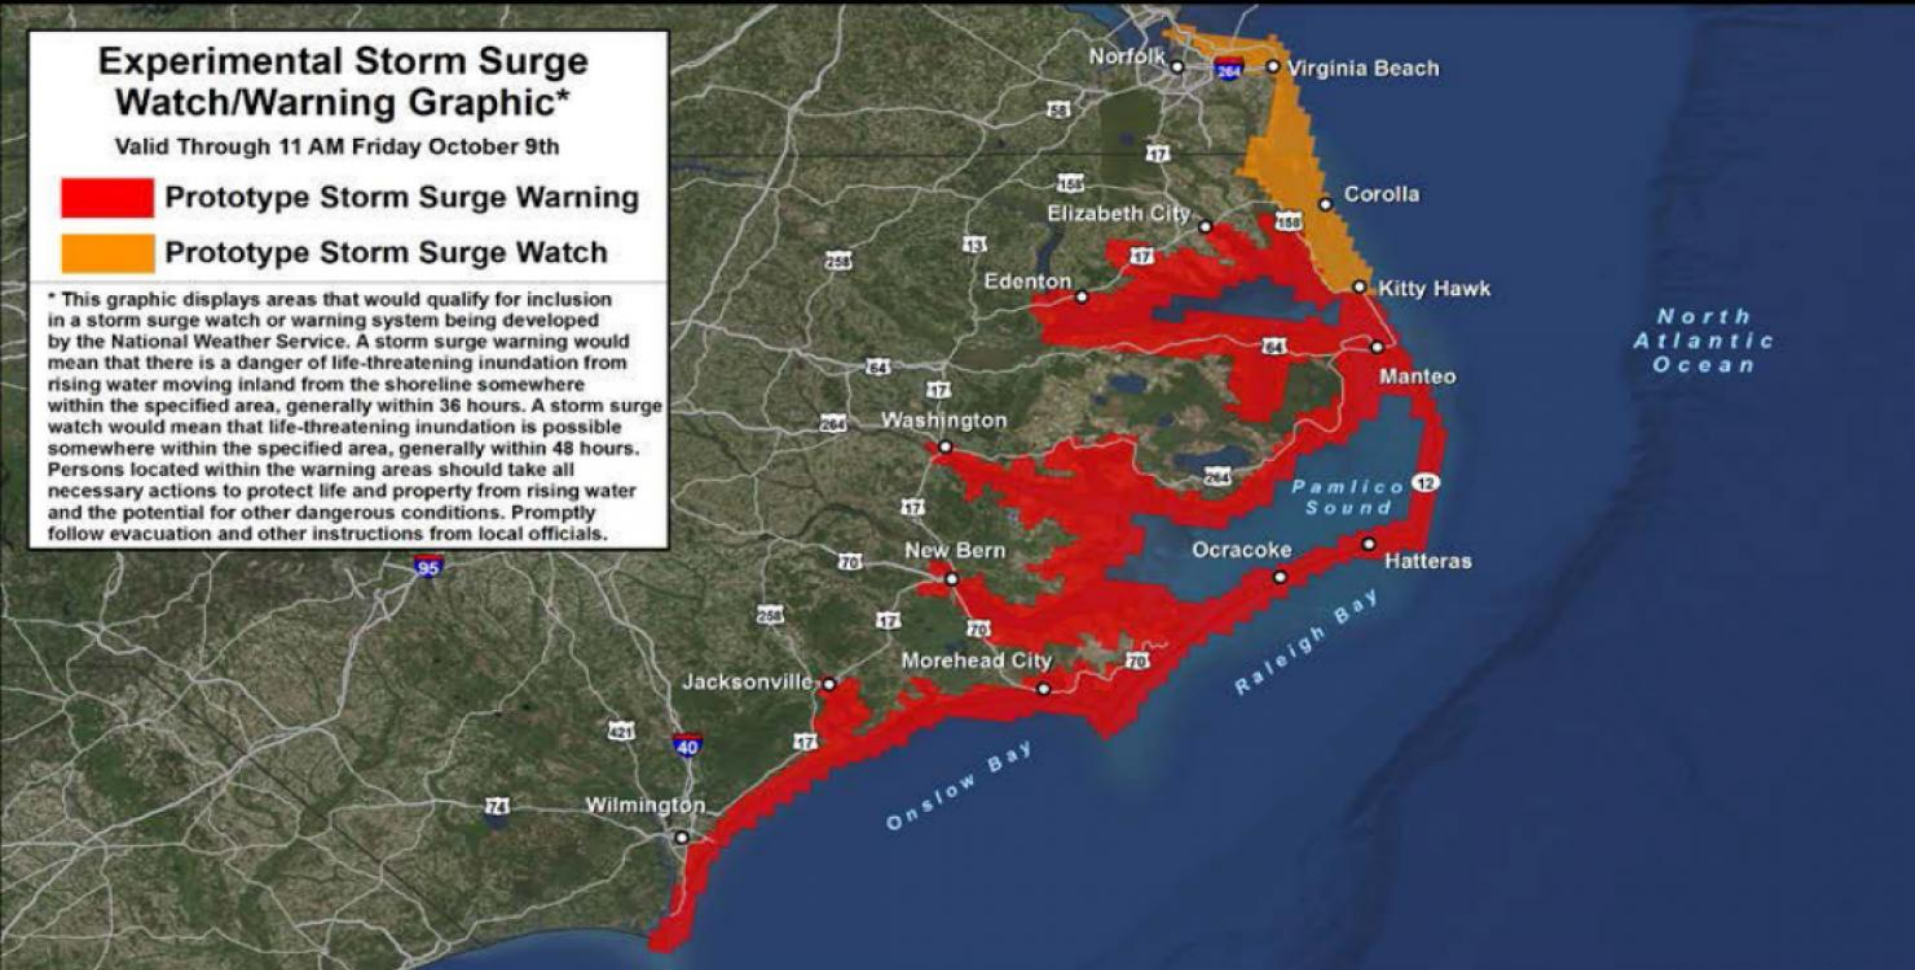 Experimental Storm Surge
Watch/Warning Graphic*
Valid Through 11 AM Friday October 9th
Prototype Storm Surge Warning
Prototype Storm Surge Watch
* This graphic displays areas that would qualify for inclusion
in a storm surge watch or warning system being developed
by the National Weather Service. A storm surge warning would
mean that there is a danger of life-threatening inundation from
rising water moving inland from the shoreline somewhere
within the specified area, generally within 36 hours. A storm surge
watch would mean that life-threatening inundation is possible
somewhere within the specified area, generally within 48 hours.
Persons located within the warning areas should take all
necessary actions to protect life and property from rising water
and the potential for other dangerous conditions. Promptly
follow evacuation and other instructions from local officials.
Norfolk
264
Virginia Beach
58
17
158
Corolla
Elizabeth City
158
13
17
258
Edenton
Kitty Hawk
North
Atlantic
Ocean
64
64
Manteo
17
Washington
264
264
Pamlico
Sound
12
17
New Bern
Ocracoke
Hatteras
70
95
258
17
70
Raleigh Bay
Morehead City
70
Jacksonville
421
40
17
Onslow Bay
74
Wilmington